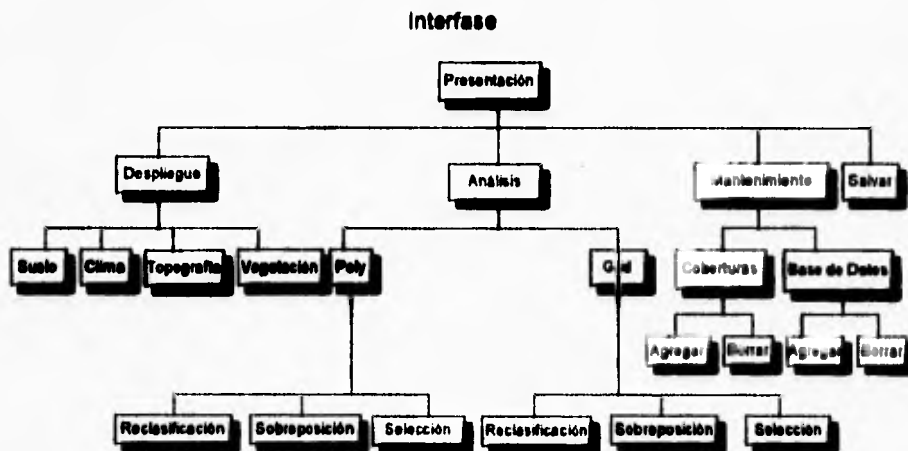 Interfase
Presentación
Despliegue Análisis Mantenimiento Salvar
Suelo Clima Topografía Vegetación Poly Grid Coberturas Base de Datos
Agregar Borrar Agregar Borrar
Reclasificación Sobreposición Selección Reclasificación Sobreposición Selección